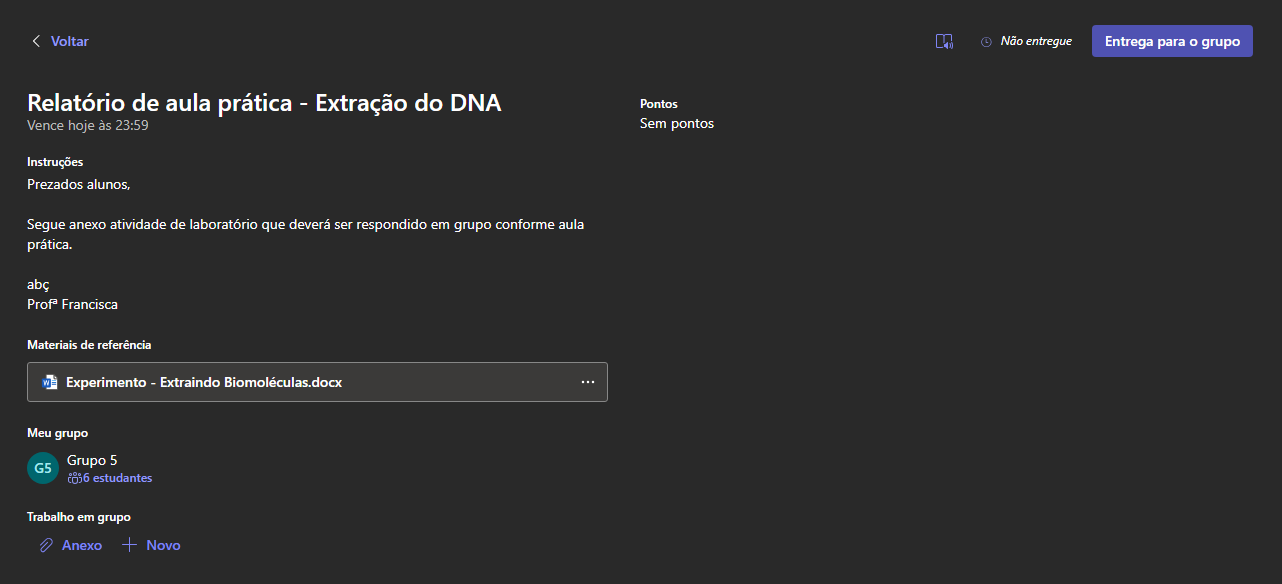 Voltar
Não entregue
Entrega para o grupo
Relatório de aula prática - Extração do DNA
Vence hoje às 23:59
Pontos
Sem pontos
Instruções
Prezados alunos,
Segue anexo atividade de laboratório que deverá ser respondido em grupo conforme aula
prática.
abç
Profª Francisca
Materiais de referência
Experimento - Extraindo Biomoléculas.docx
Meu grupo
G5
Grupo 5
6 estudantes
Trabalho em grupo
Anexo
Novo